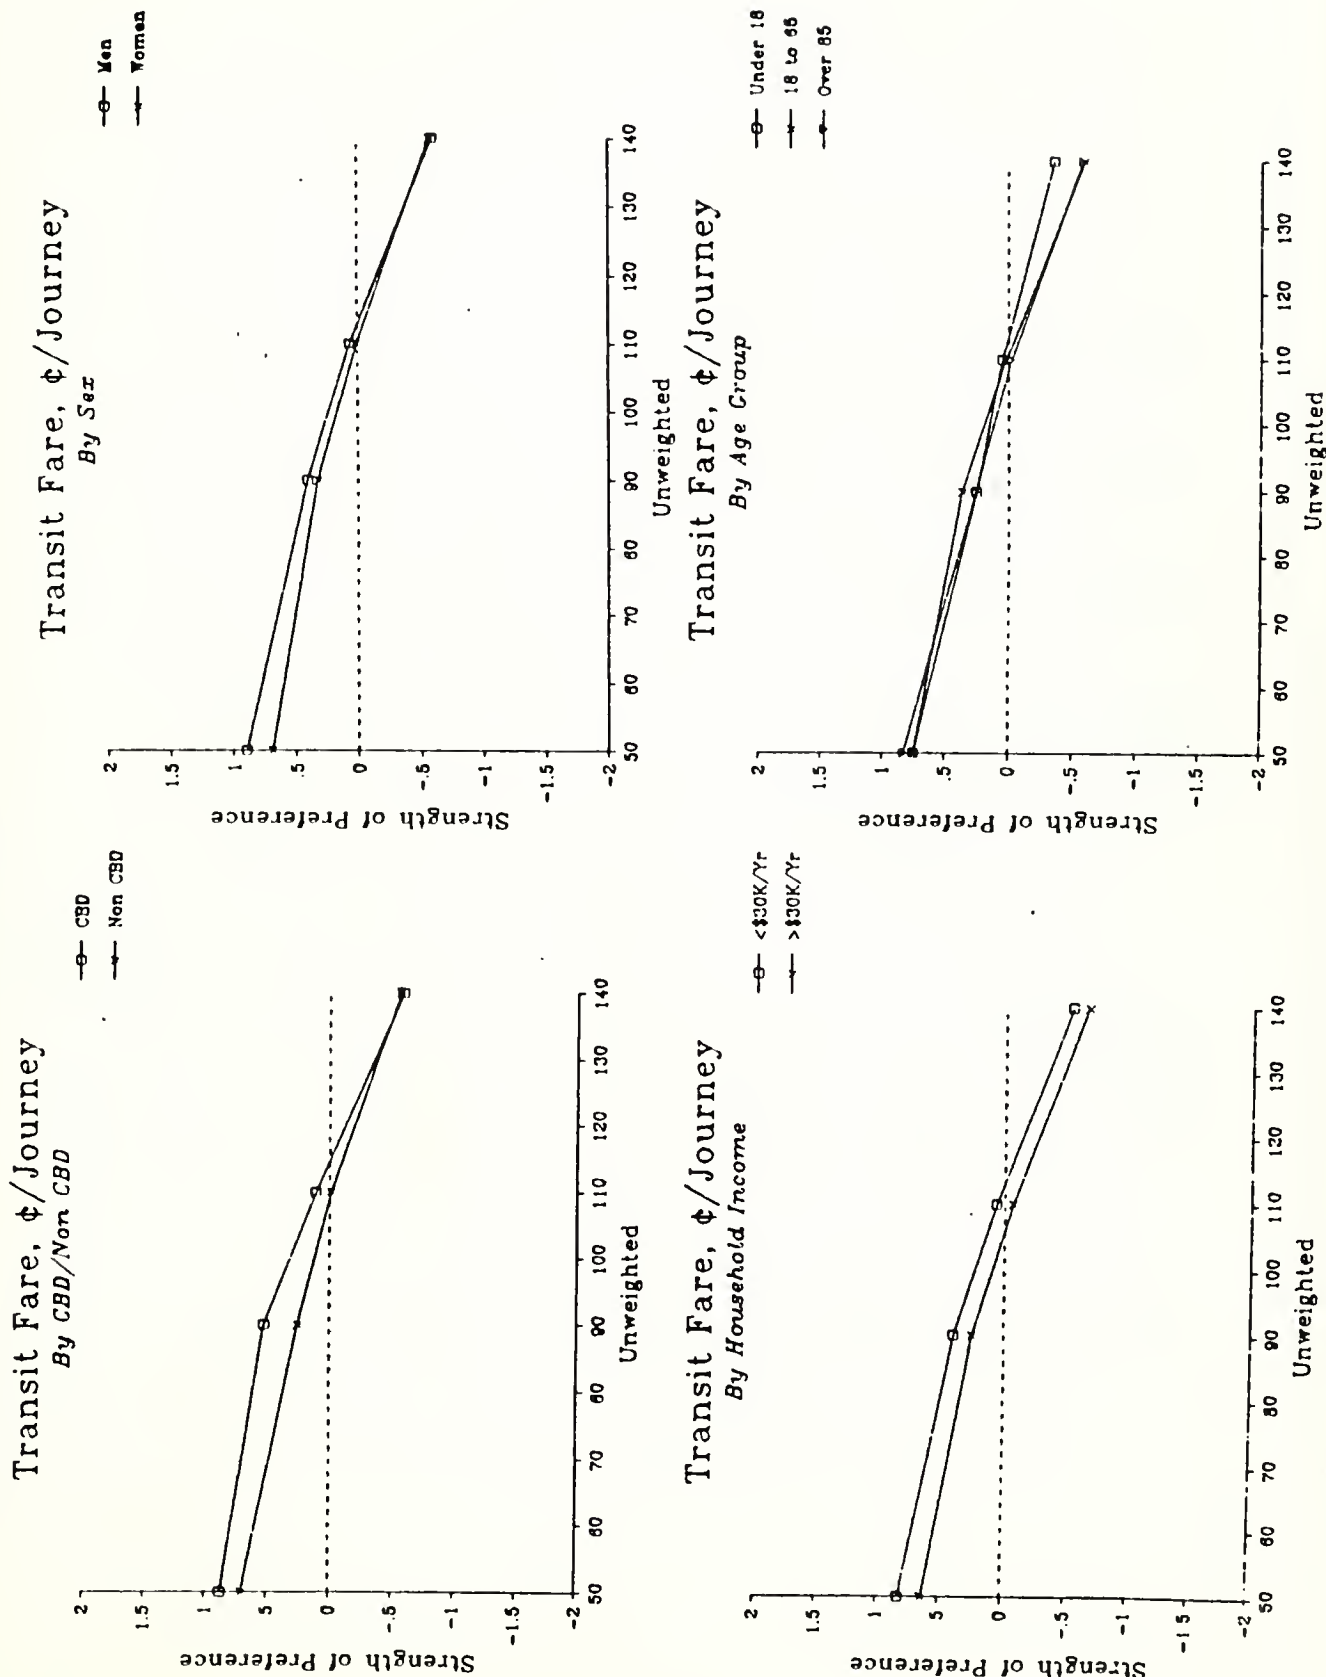 Transit Fare, ¢/Journey
By CBD/Non CBD
CBD
Non CBD
Strength of Preference
2
1.5
1
.5
0
-.5
-1
-1.5
-2
50 60 70 80 90 100 110 120 130 140
Unweighted
Transit Fare, ¢/Journey
By Sex
Men
Women
Strength of Preference
2
1.5
1
.5
0
-.5
-1
-1.5
-2
50 60 70 80 90 100 110 120 130 140
Unweighted
Transit Fare, ¢/Journey
By Household Income
<$30K/Yr
>$30K/Yr
Strength of Preference
2
1.5
1
.5
0
-.5
-1
-1.5
-2
50 60 70 80 90 100 110 120 130 140
Unweighted
Transit Fare, ¢/Journey
By Age Group
Under 18
18 to 65
Over 65
Strength of Preference
2
1.5
1
.5
0
-.5
-1
-1.5
-2
50 60 70 80 90 100 110 120 130 140
Unweighted